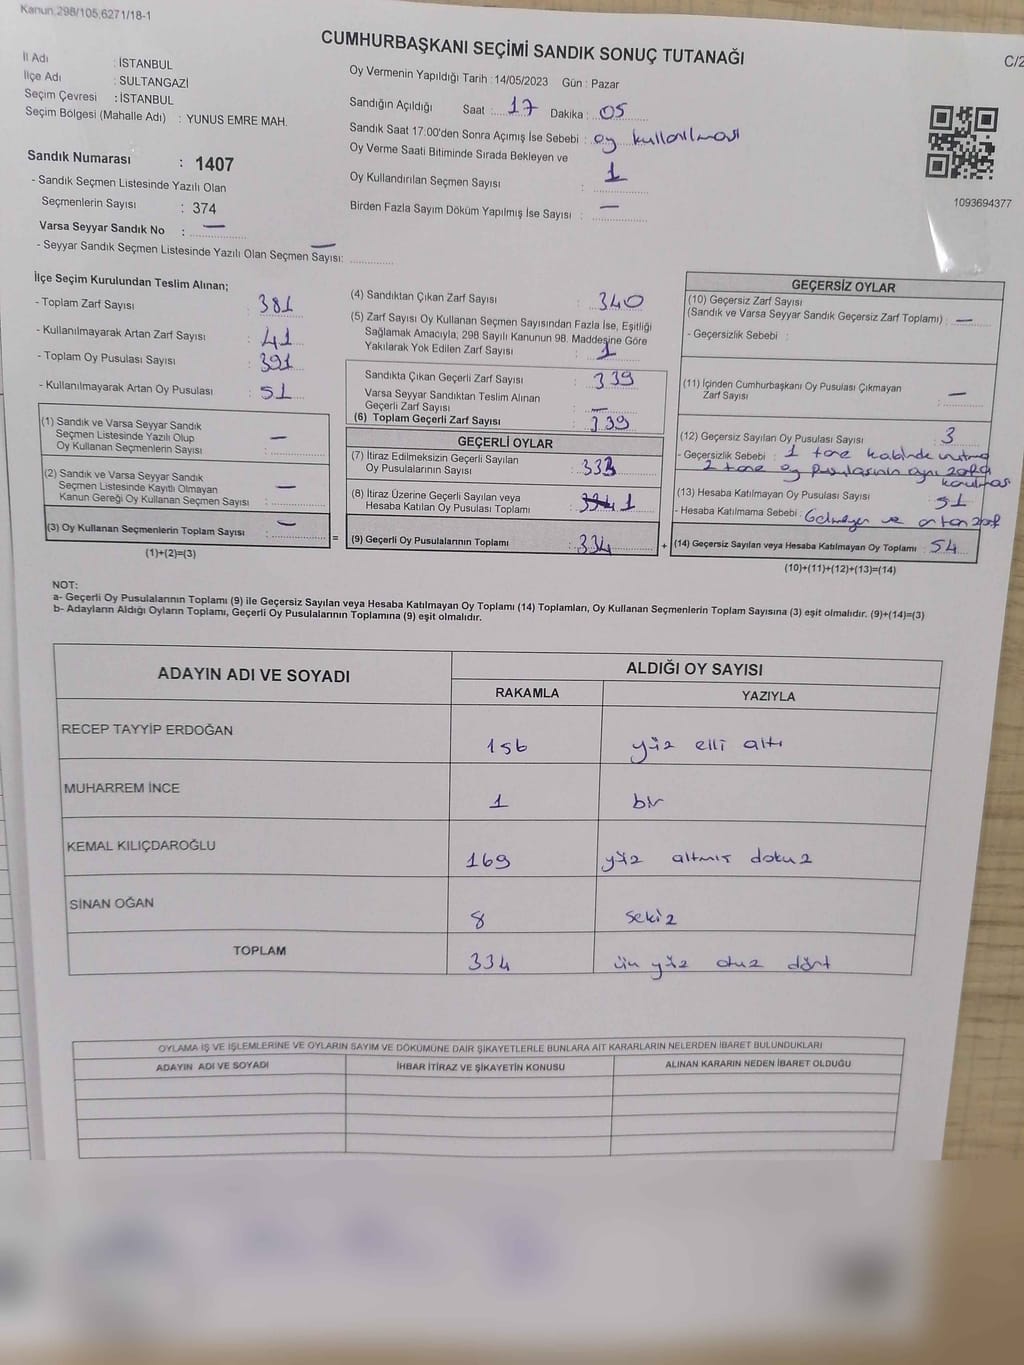 Kanun.298/105,6271/18-1
CUMHURBAŞKANI SEÇİMİ SANDIK SONUÇ TUTANAĞI
C/2
İl Adı : İSTANBUL
İlçe Adı : SULTANGAZİ
Seçim Çevresi : İSTANBUL
Seçim Bölgesi (Mahalle Adı) : YUNUS EMRE MAH.
Sandık Numarası : 1407
- Sandık Seçmen Listesinde Yazılı Olan
Seçmenlerin Sayısı : 374
Varsa Seyyar Sandık No : —
- Seyyar Sandık Seçmen Listesinde Yazılı Olan Seçmen Sayısı: —
Oy Vermenin Yapıldığı Tarih : 14/05/2023 Gün : Pazar
Sandığın Açıldığı Saat : 17 Dakika : 05
Sandık Saat 17:00'den Sonra Açımış İse Sebebi : oy kullanılması
Oy Verme Saati Bitiminde Sırada Bekleyen ve
Oy Kullandırılan Seçmen Sayısı : 1
Birden Fazla Sayım Döküm Yapılmış İse Sayısı : —
1093694377
İlçe Seçim Kurulundan Teslim Alınan;
- Toplam Zarf Sayısı : 381
- Kullanılmayarak Artan Zarf Sayısı : 41
- Toplam Oy Pusulası Sayısı : 391
- Kullanılmayarak Artan Oy Pusulası : 51
(1) Sandık ve Varsa Seyyar Sandık
Seçmen Listesinde Yazılı Olup
Oy Kullanan Seçmenlerin Sayısı : —
(2) Sandık ve Varsa Seyyar Sandık
Seçmen Listesinde Kayıtlı Olmayan
Kanun Gereği Oy Kullanan Seçmen Sayısı : —
(3) Oy Kullanan Seçmenlerin Toplam Sayısı : —
(1)+(2)=(3)
=
(4) Sandıktan Çıkan Zarf Sayısı : 340
(5) Zarf Sayısı Oy Kullanan Seçmen Sayısından Fazla İse, Eşitliği
Sağlamak Amacıyla, 298 Sayılı Kanunun 98. Maddesine Göre
Yakılarak Yok Edilen Zarf Sayısı : 1
Sandıkta Çıkan Geçerli Zarf Sayısı : 339
Varsa Seyyar Sandıktan Teslim Alınan
Geçerli Zarf Sayısı : —
(6) Toplam Geçerli Zarf Sayısı : 339
GEÇERLİ OYLAR
(7) İtiraz Edilmeksizin Geçerli Sayılan
Oy Pusulalarının Sayısı : 333
(8) İtiraz Üzerine Geçerli Sayılan veya
Hesaba Katılan Oy Pusulası Toplamı : 1
(9) Geçerli Oy Pusulalarının Toplamı : 334
+
GEÇERSİZ OYLAR
(10) Geçersiz Zarf Sayısı
(Sandık ve Varsa Seyyar Sandık Geçersiz Zarf Toplamı) : —
- Geçersizlik Sebebi :
(11) İçinden Cumhurbaşkanı Oy Pusulası Çıkmayan
Zarf Sayısı : —
(12) Geçersiz Sayılan Oy Pusulası Sayısı : 3
- Geçersizlik Sebebi : 1 tane kabinde
2 tane oy pusulasının aynı zarfa
konulması
(13) Hesaba Katılmayan Oy Pusulası Sayısı 51
- Hesaba Katılmama Sebebi : Gelmeyen ve artan zarf
(14) Geçersiz Sayılan veya Hesaba Katılmayan Oy Toplamı : 54
(10)+(11)+(12)+(13)=(14)
NOT:
a- Geçerli Oy Pusulalarının Toplamı (9) ile Geçersiz Sayılan veya Hesaba Katılmayan Oy Toplamı (14) Toplamları, Oy Kullanan Seçmenlerin Toplam Sayısına (3) eşit olmalıdır. (9)+(14)=(3)
b- Adayların Aldığı Oyların Toplamı, Geçerli Oy Pusulalarının Toplamına (9) eşit olmalıdır.
ADAYIN ADI VE SOYADI ALDIĞI OY SAYISI
RAKAMLA YAZIYLA
RECEP TAYYİP ERDOĞAN 156 yüz elli altı
MUHARREM İNCE 1 bir
KEMAL KILIÇDAROĞLU 169 yüz altmış dokuz
SİNAN OĞAN 8 sekiz
TOPLAM 334 üç yüz otuz dört
OYLAMA İŞ VE İŞLEMLERİNE VE OYLARIN SAYIM VE DÖKÜMÜNE DAİR ŞİKAYETLERLE BUNLARA AİT KARARLARIN NELERDEN İBARET BULUNDUKLARI
ADAYIN ADI VE SOYADI İHBAR İTİRAZ VE ŞİKAYETİN KONUSU ALINAN KARARIN NEDEN İBARET OLDUĞU